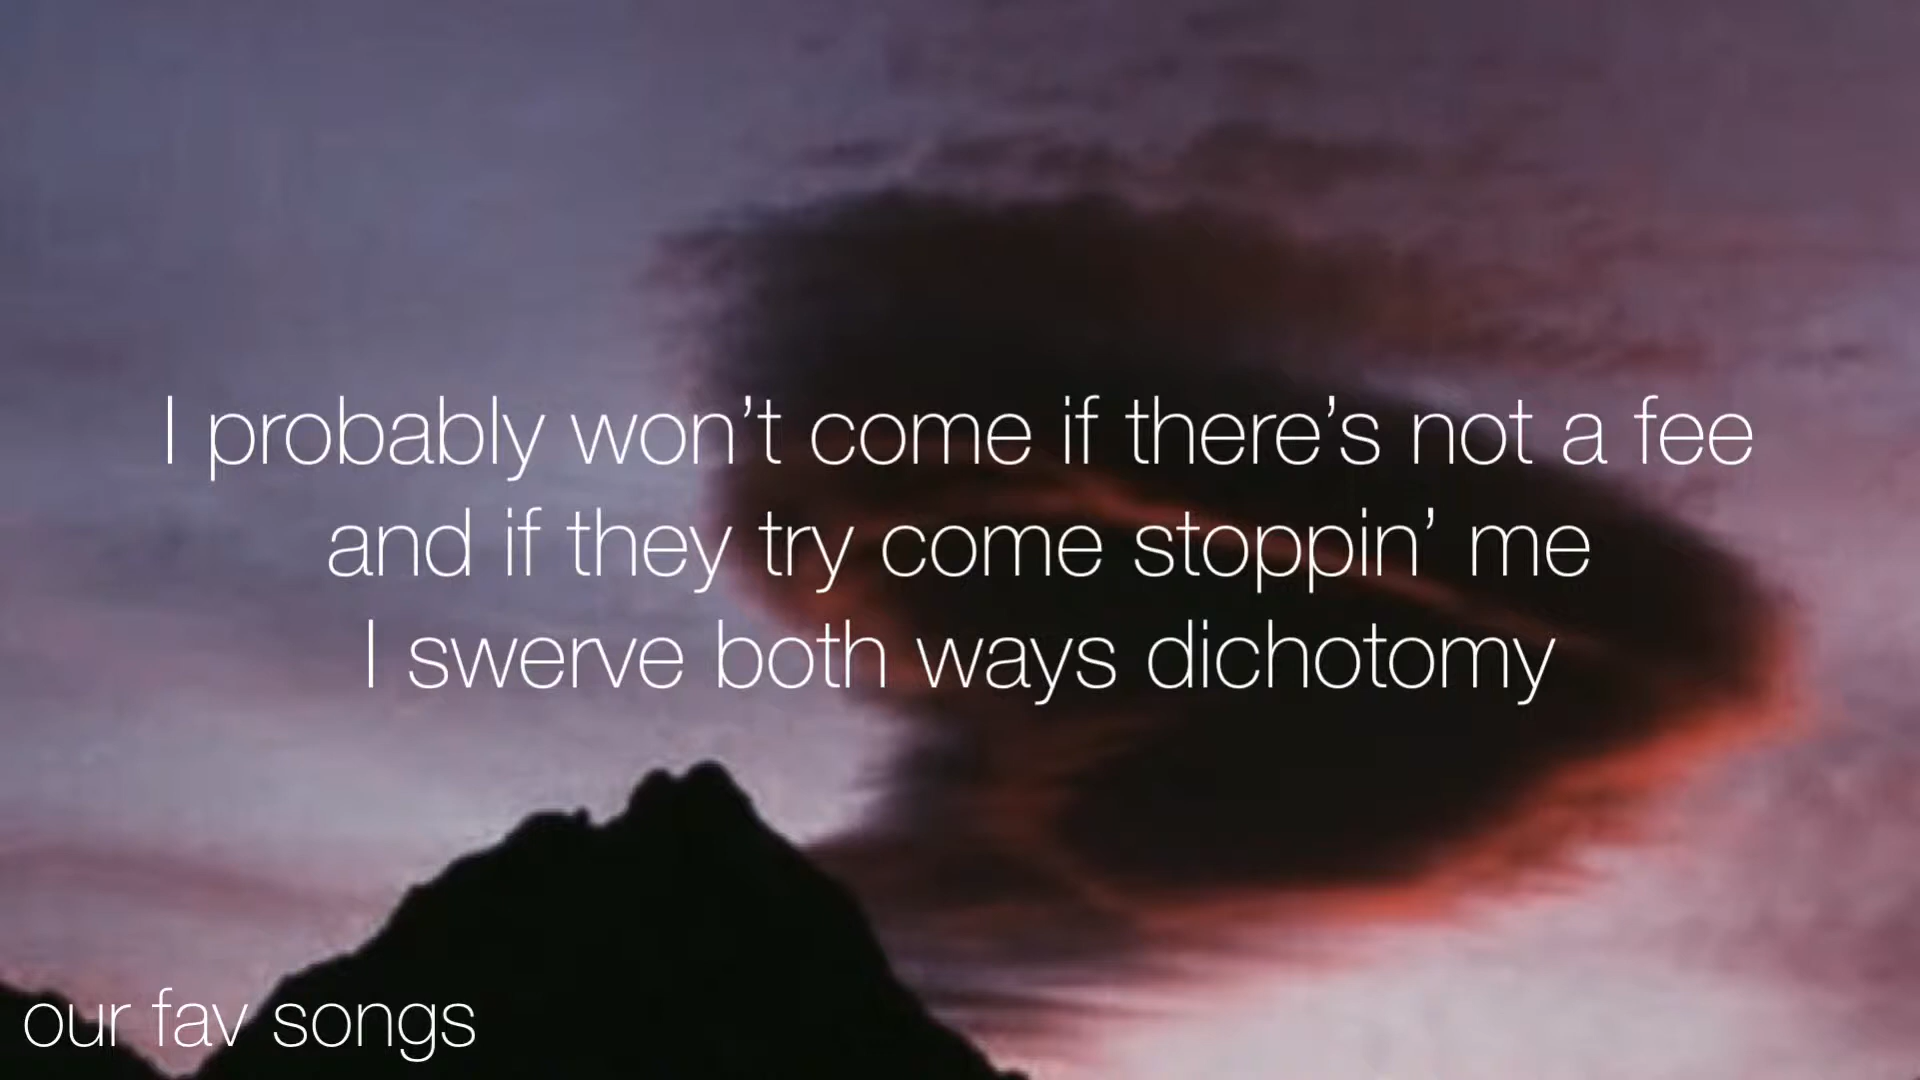 I probably won’t come if there’s not a fee
and if they try come stoppin’ me
I swerve both ways dichotomy
our fav songs